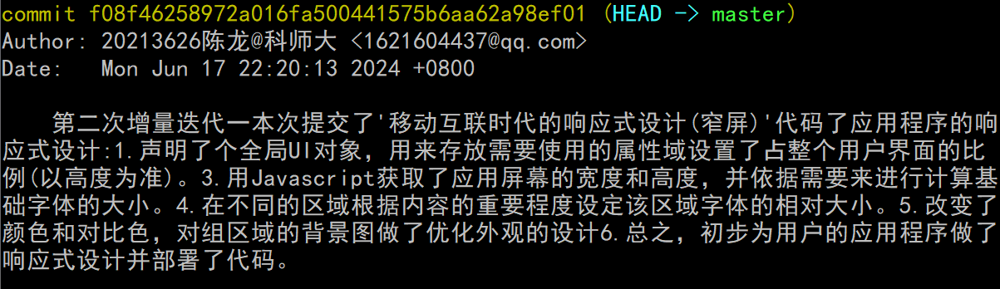 commit f08f46258972a016fa500441575b6aa62a98ef01 (HEAD -> master)
Author: 20213626陈龙@科师大 <1621604437@qq.com>
Date:   Mon Jun 17 22:20:13 2024 +0800
第二次增量迭代一本次提交了'移动互联时代的响应式设计(窄屏)'代码了应用程序的响
应式设计:1.声明了个全局UI对象，用来存放需要使用的属性域设置了占整个用户界面的比
例(以高度为准)。3.用Javascript获取了应用屏幕的宽度和高度，并依据需要来进行计算基
础字体的大小。4.在不同的区域根据内容的重要程度设定该区域字体的相对大小。5.改变了
颜色和对比色，对组区域的背景图做了优化外观的设计6.总之，初步为用户的应用程序做了
响应式设计并部署了代码。